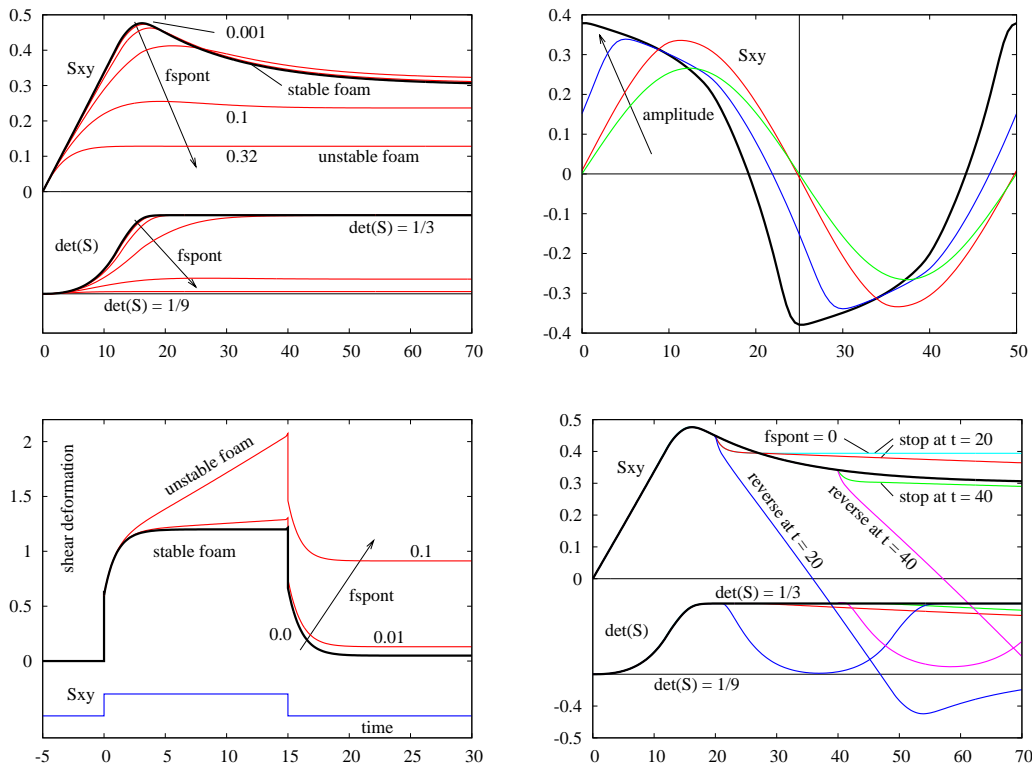 0.5
0.4
0.3
0.2
0.1
0
Sxy
fspont
0.001
stable foam
0.1
0.32
unstable foam
det(S)
fspont
det(S) = 1/3
det(S) = 1/9
0 10 20 30 40 50 60 70
0.4
0.3
0.2
0.1
0
-0.1
-0.2
-0.3
-0.4
Sxy
amplitude
0 10 20 30 40 50
shear deformation
2
1.5
1
0.5
0
unstable foam
stable foam
0.1
fspont
0.0
0.01
Sxy
time
-5 0 5 10 15 20 25 30
0.5
0.4
0.3
0.2
0.1
0
-0.4
-0.5
fspont = 0
stop at t = 20
Sxy
stop at t = 40
reverse at t = 20
reverse at t = 40
det(S) = 1/3
det(S)
det(S) = 1/9
0 10 20 30 40 50 60 70